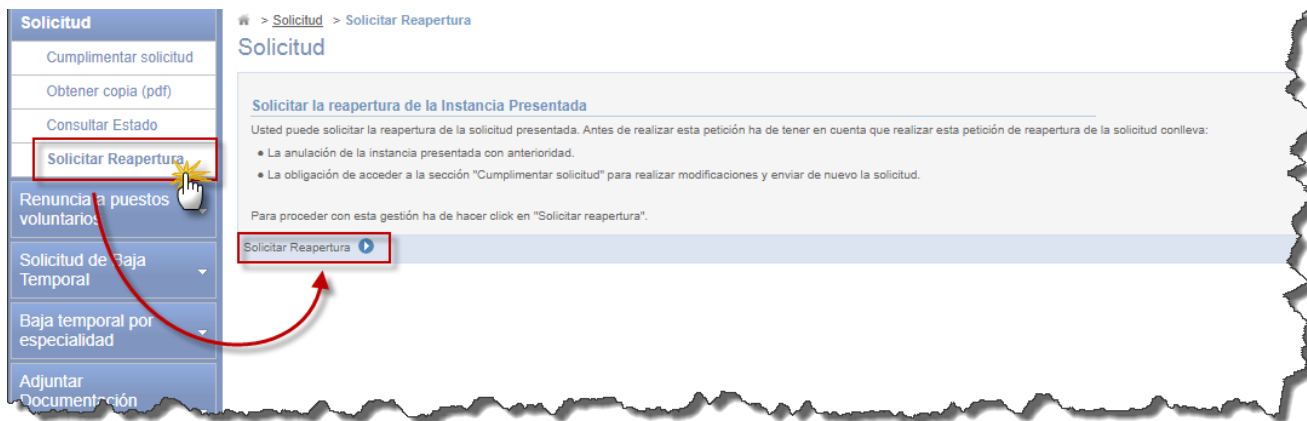 Solicitud
Cumplimentar solicitud
Obtener copia (pdf)
Consultar Estado
Solicitar Reapertura
Renuncia a puestos
voluntarios
Solicitud de Baja
Temporal
Baja temporal por
especialidad
Adjuntar
Documentación
> Solicitud > Solicitar Reapertura
Solicitud
Solicitar la reapertura de la Instancia Presentada
Usted puede solicitar la reapertura de la solicitud presentada. Antes de realizar esta petición ha de tener en cuenta que realizar esta petición de reapertura de la solicitud conlleva:
● La anulación de la instancia presentada con anterioridad.
● La obligación de acceder a la sección "Cumplimentar solicitud" para realizar modificaciones y enviar de nuevo la solicitud.
Para proceder con esta gestión ha de hacer click en "Solicitar reapertura".
Solicitar Reapertura